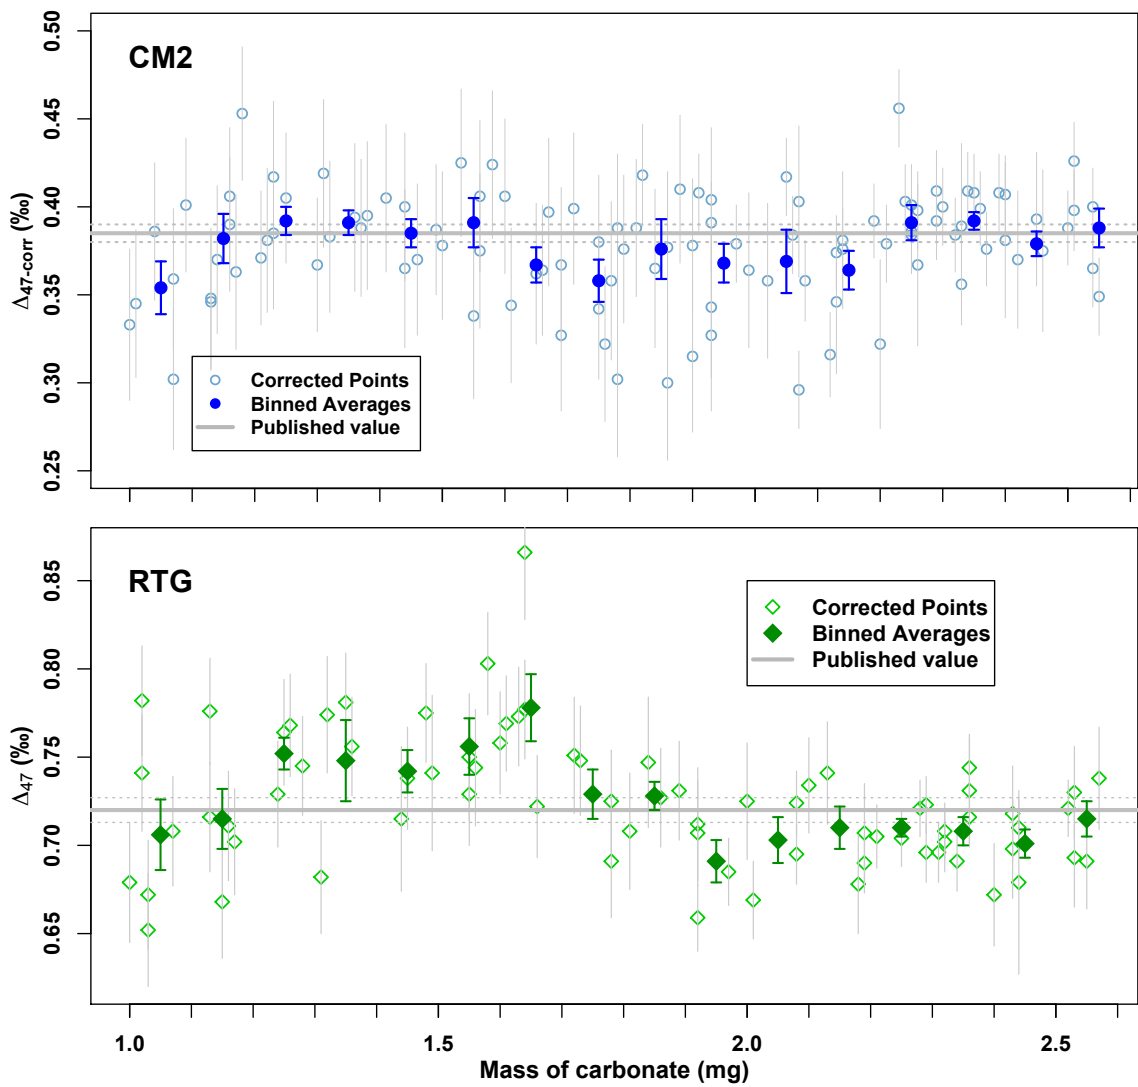 CM2
0.50
0.45
0.40
0.35
0.30
0.25
Δ47-corr (‰)
Corrected Points
Binned Averages
Published value
RTG
0.85
0.80
0.75
0.70
0.65
Δ47 (‰)
Corrected Points
Binned Averages
Published value
1.0 1.5 2.0 2.5
Mass of carbonate (mg)